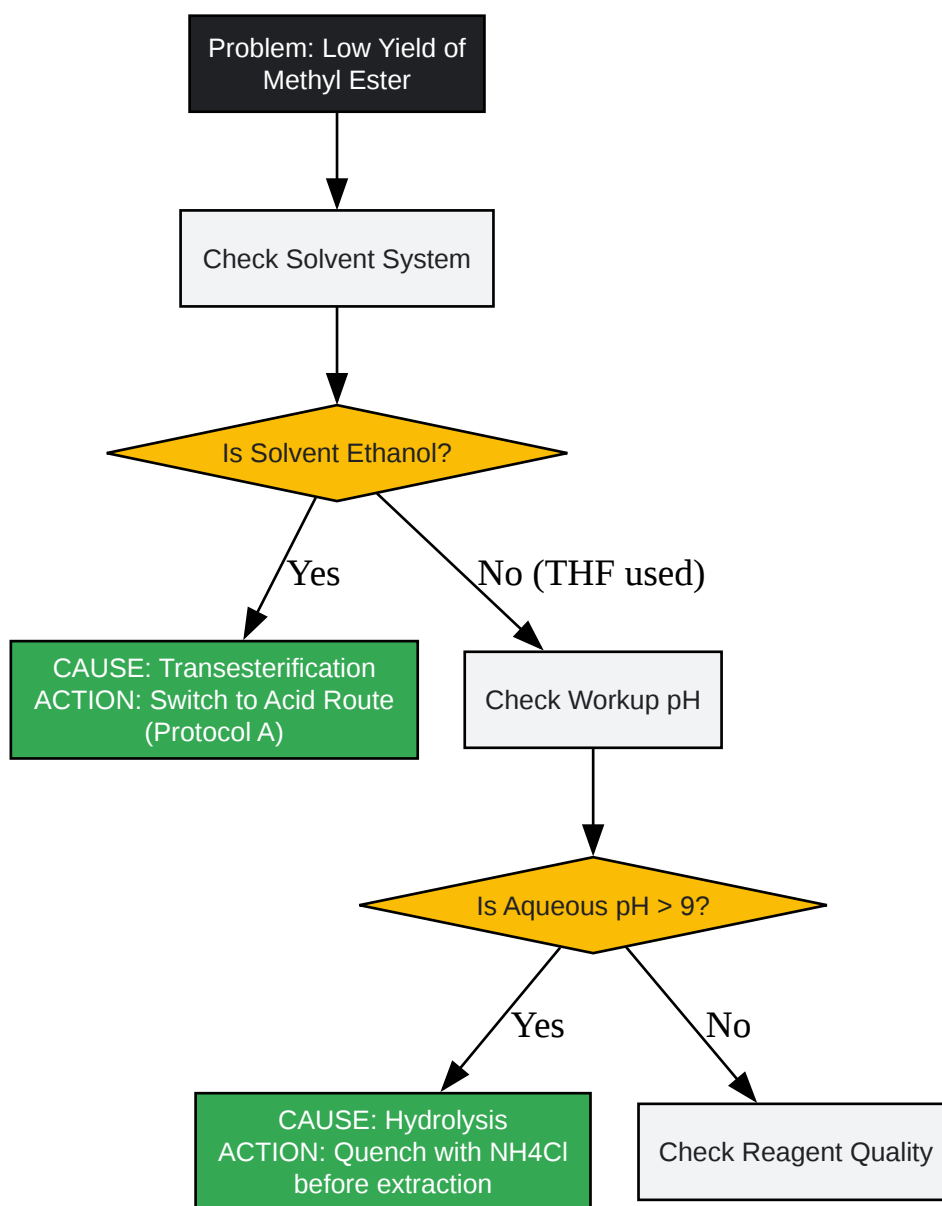 Problem: Low Yield of
Methyl Ester
Check Solvent System
Is Solvent Ethanol?
Yes
No (THF used)
CAUSE: Transesterification
ACTION: Switch to Acid Route
(Protocol A)
Check Workup pH
Is Aqueous pH > 9?
Yes
No
CAUSE: Hydrolysis
ACTION: Quench with NH4Cl
before extraction
Check Reagent Quality